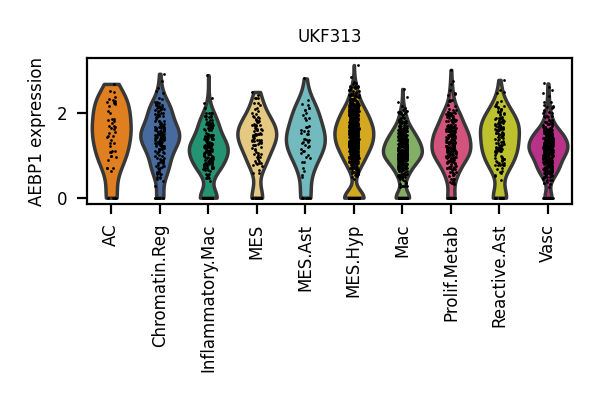 UKF313
AEBP1 expression
2
0
AC
Chromatin.Reg
Inflammatory.Mac
MES
MES.Ast
MES.Hyp
Mac
Prolif.Metab
Reactive.Ast
Vasc